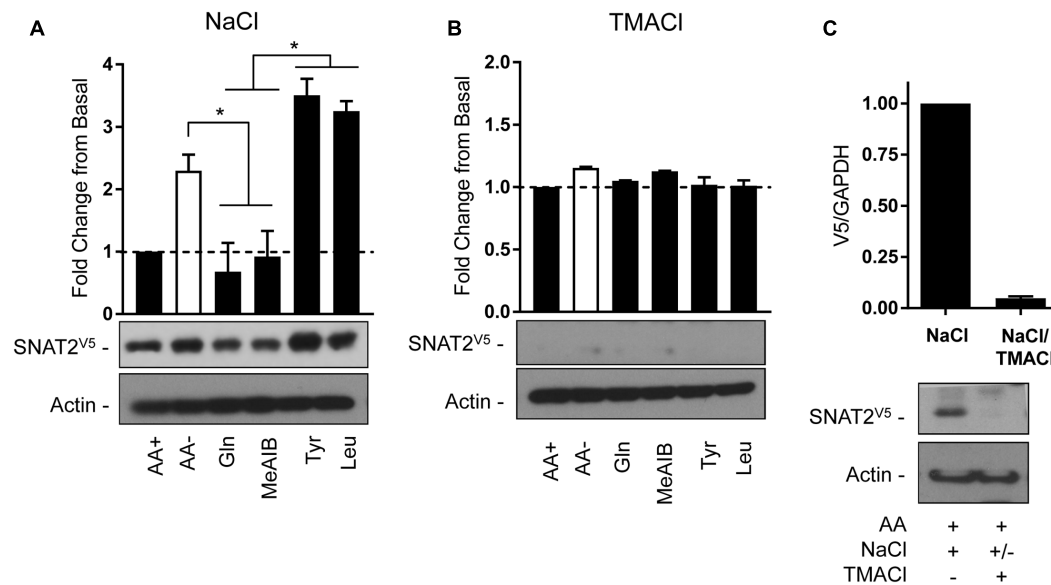 A
NaCl
Fold Change from Basal
4
3
2
1
0
*
*
SNAT2V5 -
Actin -
AA+
AA-
Gln
MeAIB
Tyr
Leu
B
TMACl
Fold Change from Basal
2.0
1.5
1.0
0.5
0.0
SNAT2V5 -
Actin -
AA+
AA-
Gln
MeAIB
Tyr
Leu
C
V5/GAPDH
1.00
0.75
0.50
0.25
0.00
NaCl
NaCl/
TMACl
SNAT2V5 -
Actin -
AA + +
NaCl + +/-
TMACl - +